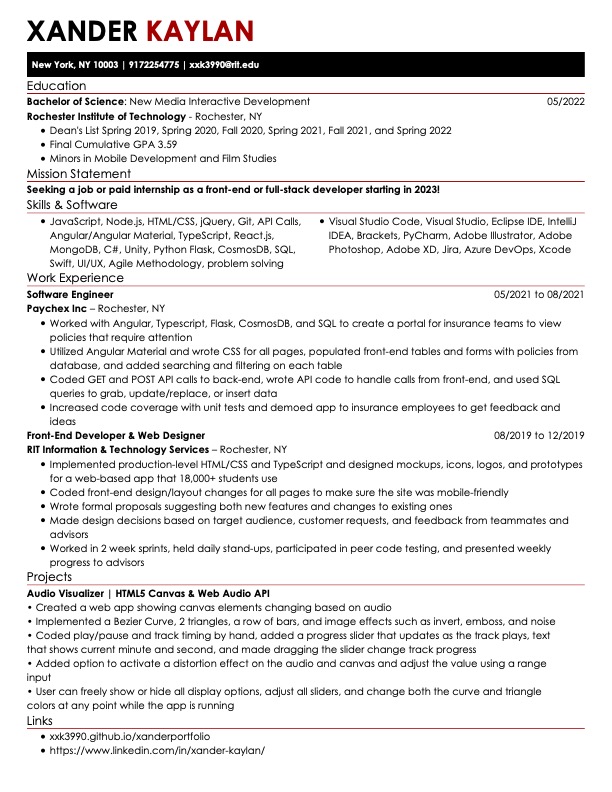 XANDER KAYLAN
New York, NY 10003 | 9172254775 | xxk3990@rit.edu
Education
Bachelor of Science: New Media Interactive Development 05/2022
Rochester Institute of Technology - Rochester, NY
• Dean's List Spring 2019, Spring 2020, Fall 2020, Spring 2021, Fall 2021, and Spring 2022
• Final Cumulative GPA 3.59
• Minors in Mobile Development and Film Studies
Mission Statement
Seeking a job or paid internship as a front-end or full-stack developer starting in 2023!
Skills & Software
• JavaScript, Node.js, HTML/CSS, jQuery, Git, API Calls,
Angular/Angular Material, TypeScript, React.js,
MongoDB, C#, Unity, Python Flask, CosmosDB, SQL,
Swift, UI/UX, Agile Methodology, problem solving
• Visual Studio Code, Visual Studio, Eclipse IDE, IntelliJ
IDEA, Brackets, PyCharm, Adobe Illustrator, Adobe
Photoshop, Adobe XD, Jira, Azure DevOps, Xcode
Work Experience
Software Engineer 05/2021 to 08/2021
Paychex Inc – Rochester, NY
• Worked with Angular, Typescript, Flask, CosmosDB, and SQL to create a portal for insurance teams to view
policies that require attention
• Utilized Angular Material and wrote CSS for all pages, populated front-end tables and forms with policies from
database, and added searching and filtering on each table
• Coded GET and POST API calls to back-end, wrote API code to handle calls from front-end, and used SQL
queries to grab, update/replace, or insert data
• Increased code coverage with unit tests and demoed app to insurance employees to get feedback and
ideas
Front-End Developer & Web Designer 08/2019 to 12/2019
RIT Information & Technology Services – Rochester, NY
• Implemented production-level HTML/CSS and TypeScript and designed mockups, icons, logos, and prototypes
for a web-based app that 18,000+ students use
• Coded front-end design/layout changes for all pages to make sure the site was mobile-friendly
• Wrote formal proposals suggesting both new features and changes to existing ones
• Made design decisions based on target audience, customer requests, and feedback from teammates and
advisors
• Worked in 2 week sprints, held daily stand-ups, participated in peer code testing, and presented weekly
progress to advisors
Projects
Audio Visualizer | HTML5 Canvas & Web Audio API
• Created a web app showing canvas elements changing based on audio
• Implemented a Bezier Curve, 2 triangles, a row of bars, and image effects such as invert, emboss, and noise
• Coded play/pause and track timing by hand, added a progress slider that updates as the track plays, text
that shows current minute and second, and made dragging the slider change track progress
• Added option to activate a distortion effect on the audio and canvas and adjust the value using a range
input
• User can freely show or hide all display options, adjust all sliders, and change both the curve and triangle
colors at any point while the app is running
Links
• xxk3990.github.io/xanderportfolio
• https://www.linkedin.com/in/xander-kaylan/